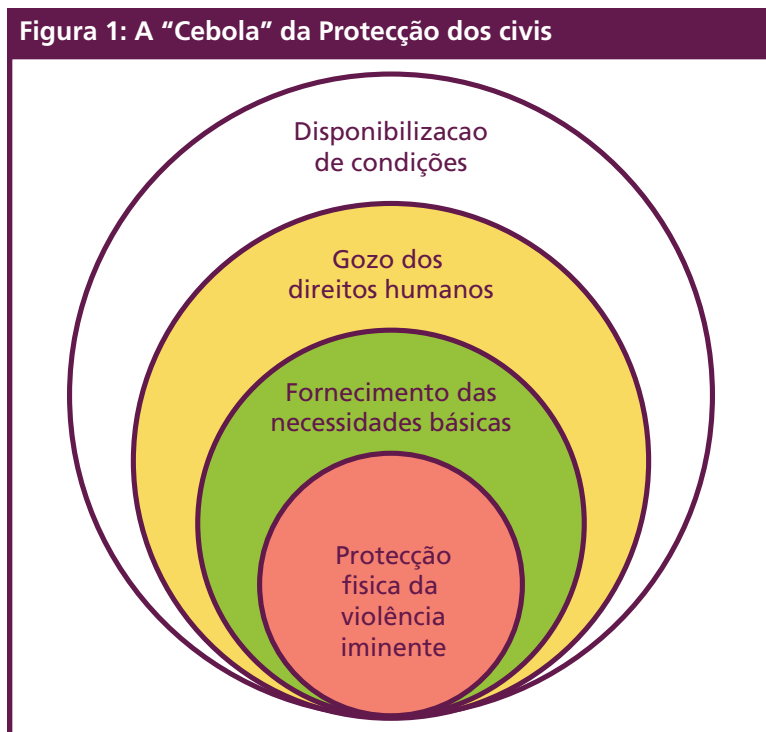 Figura 1: A “Cebola” da Protecção dos civis
Disponibilizacao
de condições
Gozo dos
direitos humanos
Fornecimento das
necessidades básicas
Protecção
fisica da
violência
iminente